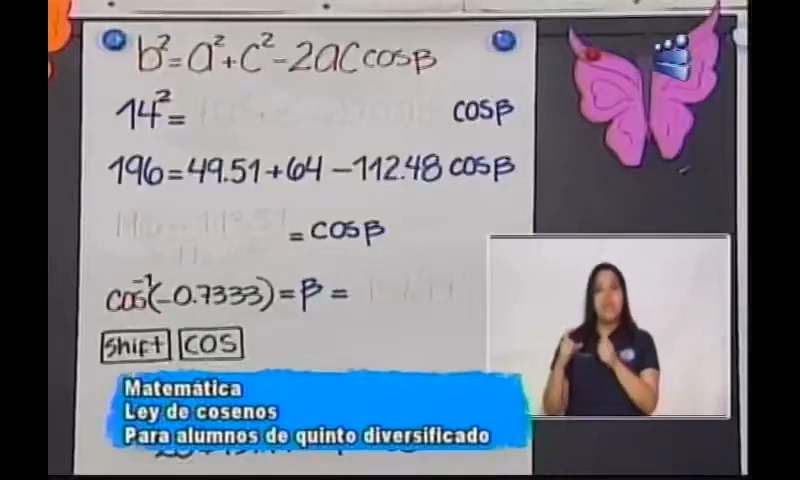 b²=a²+c²-2ac cosβ
14²= cosβ
196=49.51+64-112.48 cosβ
= cosβ
cos⁻¹(-0.7333)=β=
Shift COS
Matemática
Ley de cosenos
Para alumnos de quinto diversificado